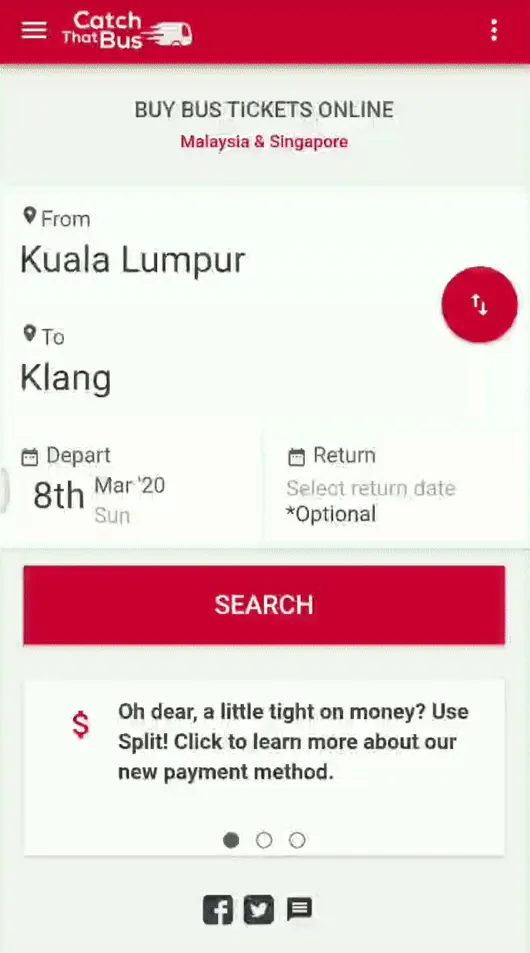 Catch
That Bus
BUY BUS TICKETS ONLINE
Malaysia & Singapore
From
Kuala Lumpur
To
Klang
Depart
8th Mar '20
Sun
Return
Select return date
*Optional
SEARCH
$
Oh dear, a little tight on money? Use
Split! Click to learn more about our
new payment method.